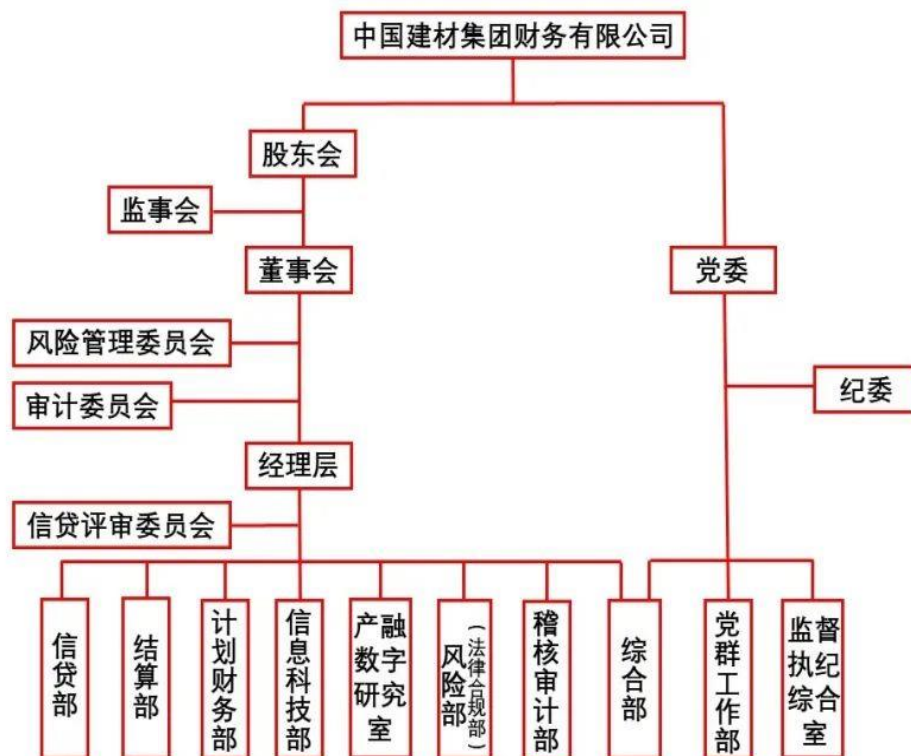 中国建材集团财务有限公司
股东会
监事会
董事会
党委
风险管理委员会
纪委
审计委员会
经理层
信贷评审委员会
信贷部
结算部
计划财务部
信息科技部
产融
数字
研究
室
风险部
(法律合规部)
稽核审计部
综合部
党群工作部
监督
执纪
综合
室